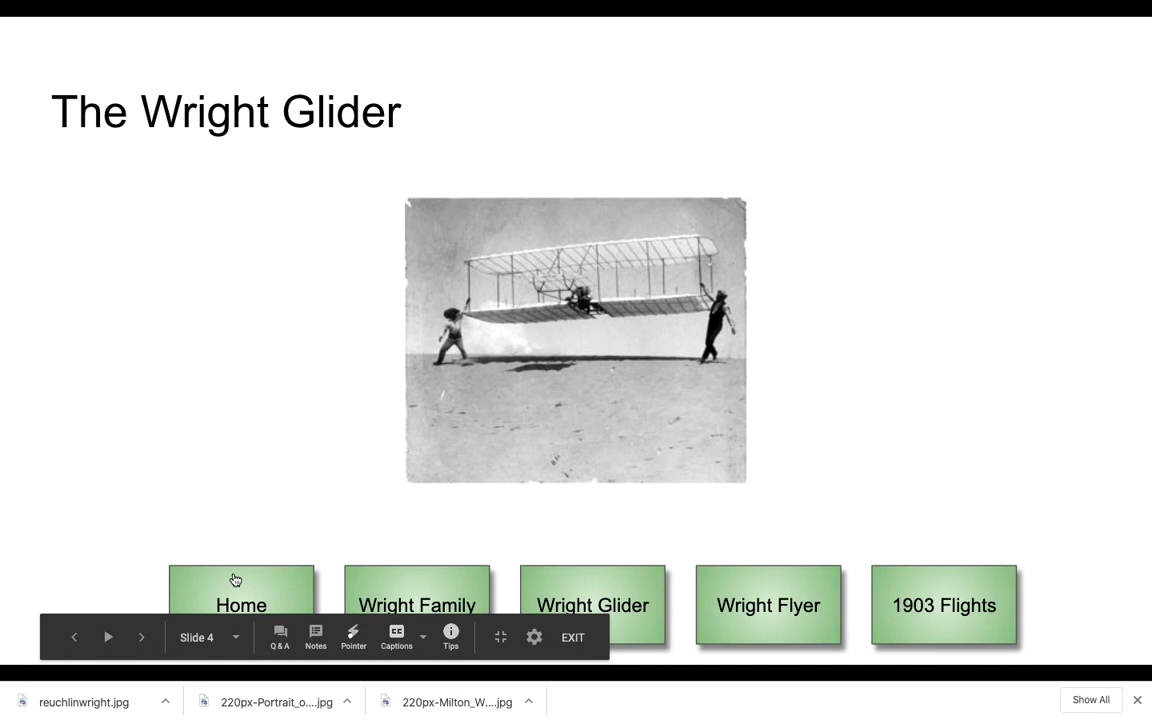 The Wright Glider
Home
Wright Family
Wright Glider
Wright Flyer
1903 Flights
Slide 4
Q & A
Notes
Pointer
CC
Captions
Tips
EXIT
reuchlinwright.jpg
220px-Portrait_o....jpg
220px-Milton_W....jpg
Show All